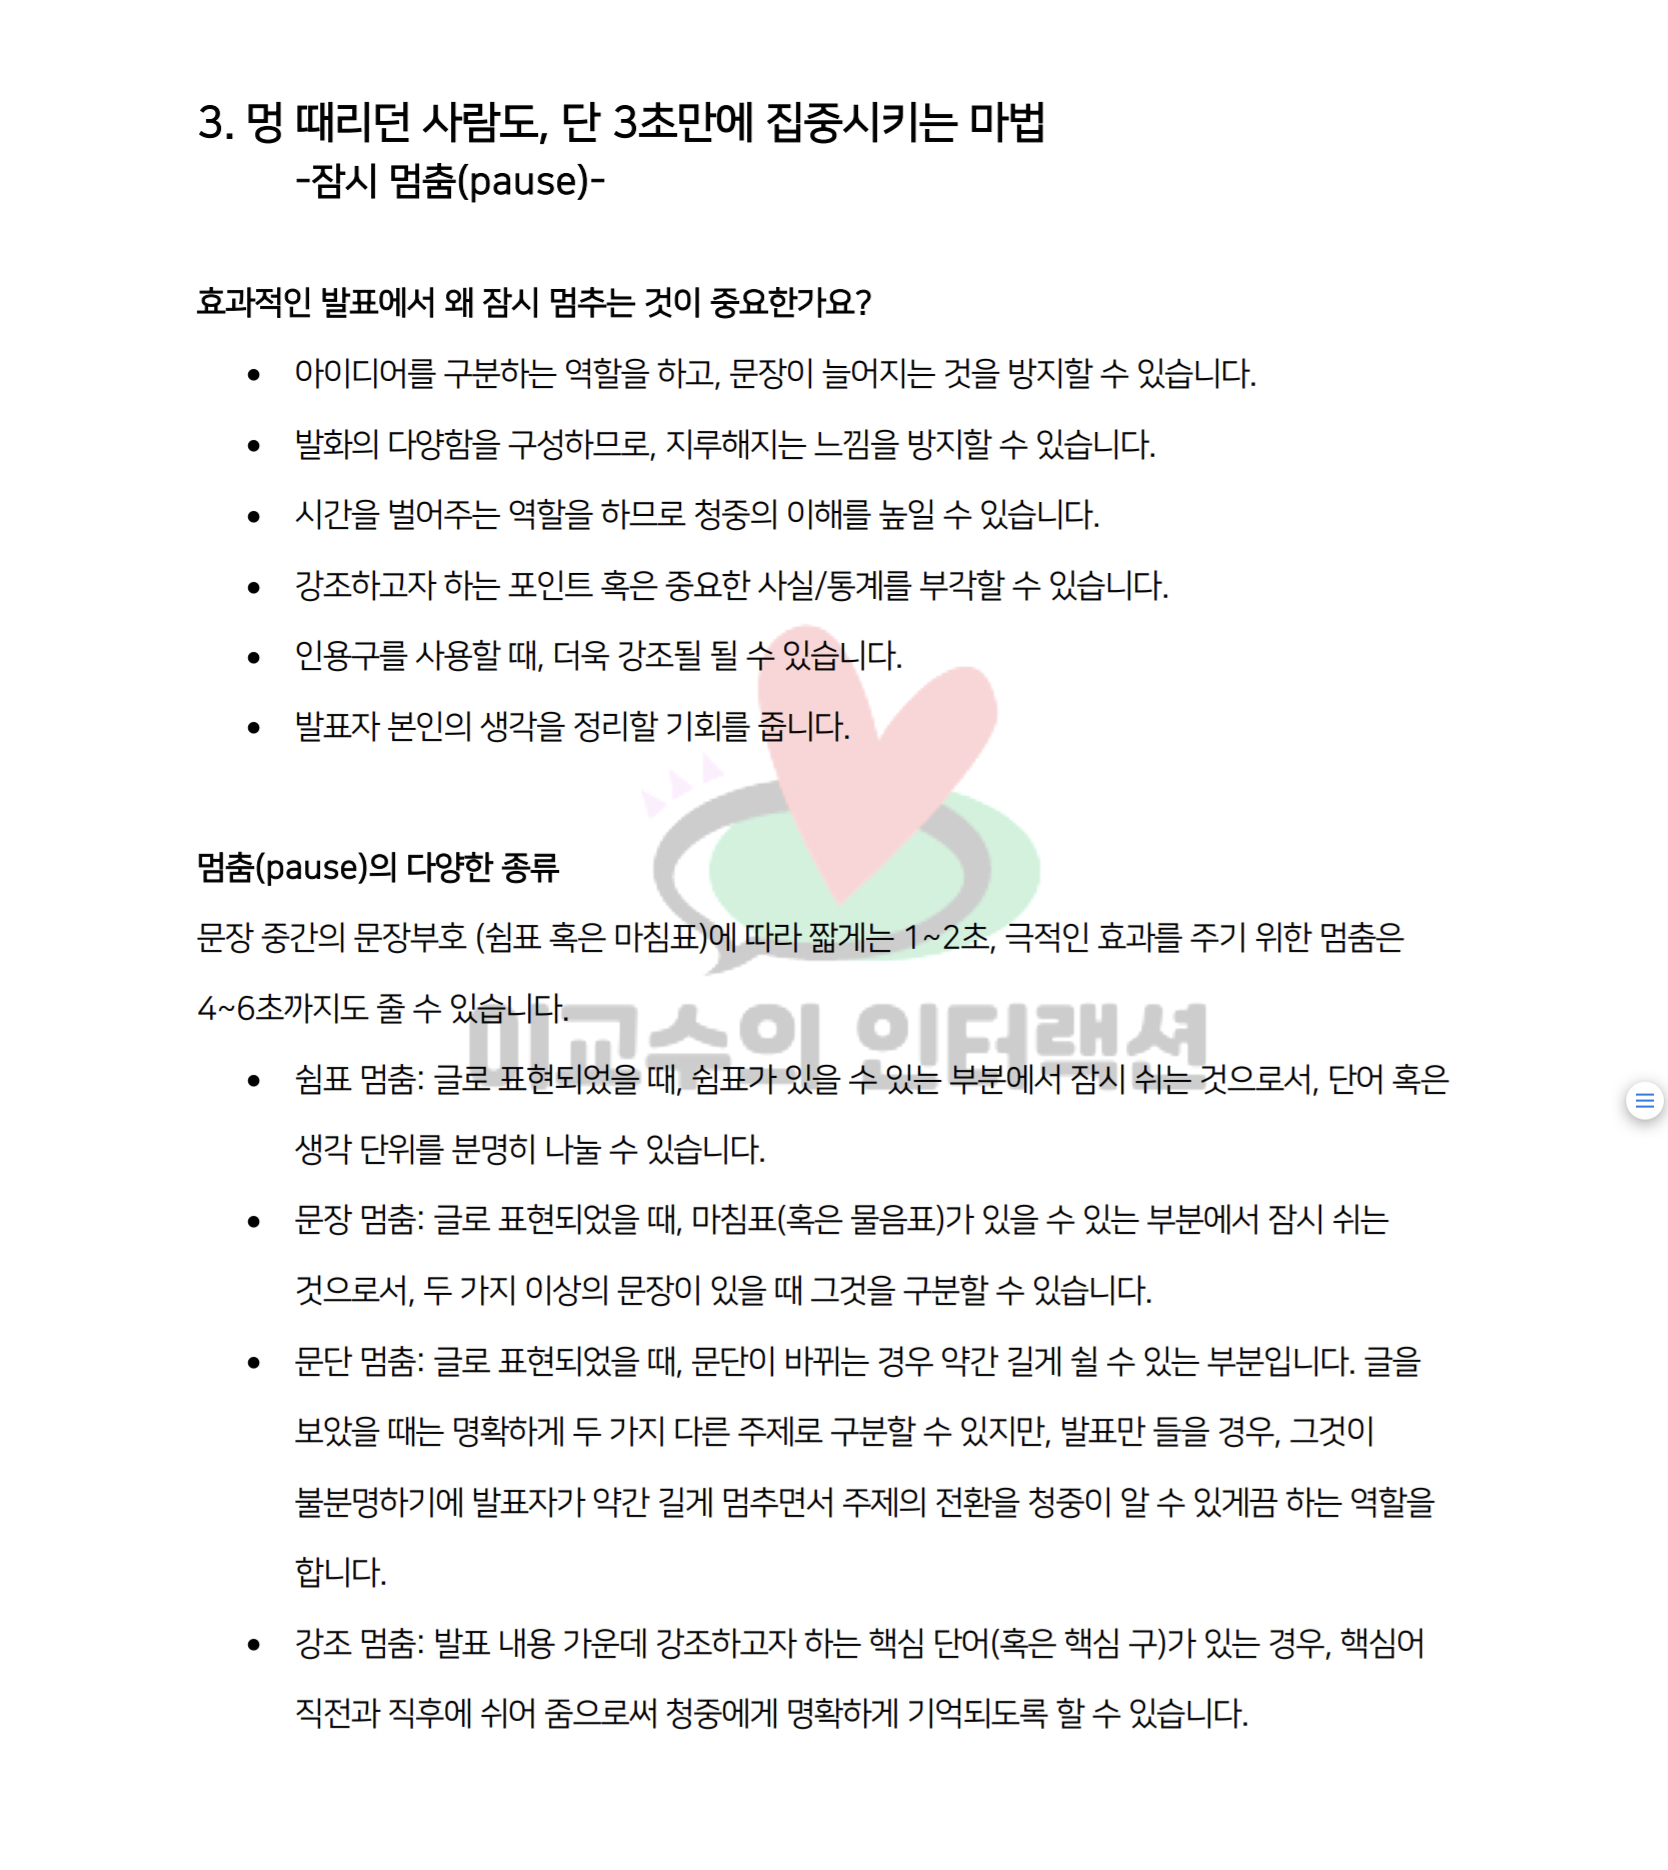 3. 멍 때리던 사람도, 단 3초만에 집중시키는 마법
-잠시 멈춤(pause)-
효과적인 발표에서 왜 잠시 멈추는 것이 중요한가요?
• 아이디어를 구분하는 역할을 하고, 문장이 늘어지는 것을 방지할 수 있습니다.
• 발화의 다양함을 구성하므로, 지루해지는 느낌을 방지할 수 있습니다.
• 시간을 벌어주는 역할을 하므로 청중의 이해를 높일 수 있습니다.
• 강조하고자 하는 포인트 혹은 중요한 사실/통계를 부각할 수 있습니다.
• 인용구를 사용할 때, 더욱 강조될 될 수 있습니다.
• 발표자 본인의 생각을 정리할 기회를 줍니다.
멈춤(pause)의 다양한 종류
문장 중간의 문장부호 (쉼표 혹은 마침표)에 따라 짧게는 1~2초, 극적인 효과를 주기 위한 멈춤은
4~6초까지도 줄 수 있습니다.
미교수의 인터랙션
• 쉼표 멈춤: 글로 표현되었을 때, 쉼표가 있을 수 있는 부분에서 잠시 쉬는 것으로서, 단어 혹은
생각 단위를 분명히 나눌 수 있습니다.
• 문장 멈춤: 글로 표현되었을 때, 마침표(혹은 물음표)가 있을 수 있는 부분에서 잠시 쉬는
것으로서, 두 가지 이상의 문장이 있을 때 그것을 구분할 수 있습니다.
• 문단 멈춤: 글로 표현되었을 때, 문단이 바뀌는 경우 약간 길게 쉴 수 있는 부분입니다. 글을
보았을 때는 명확하게 두 가지 다른 주제로 구분할 수 있지만, 발표만 들을 경우, 그것이
불분명하기에 발표자가 약간 길게 멈추면서 주제의 전환을 청중이 알 수 있게끔 하는 역할을
합니다.
• 강조 멈춤: 발표 내용 가운데 강조하고자 하는 핵심 단어(혹은 핵심 구)가 있는 경우, 핵심어
직전과 직후에 쉬어 줌으로써 청중에게 명확하게 기억되도록 할 수 있습니다.